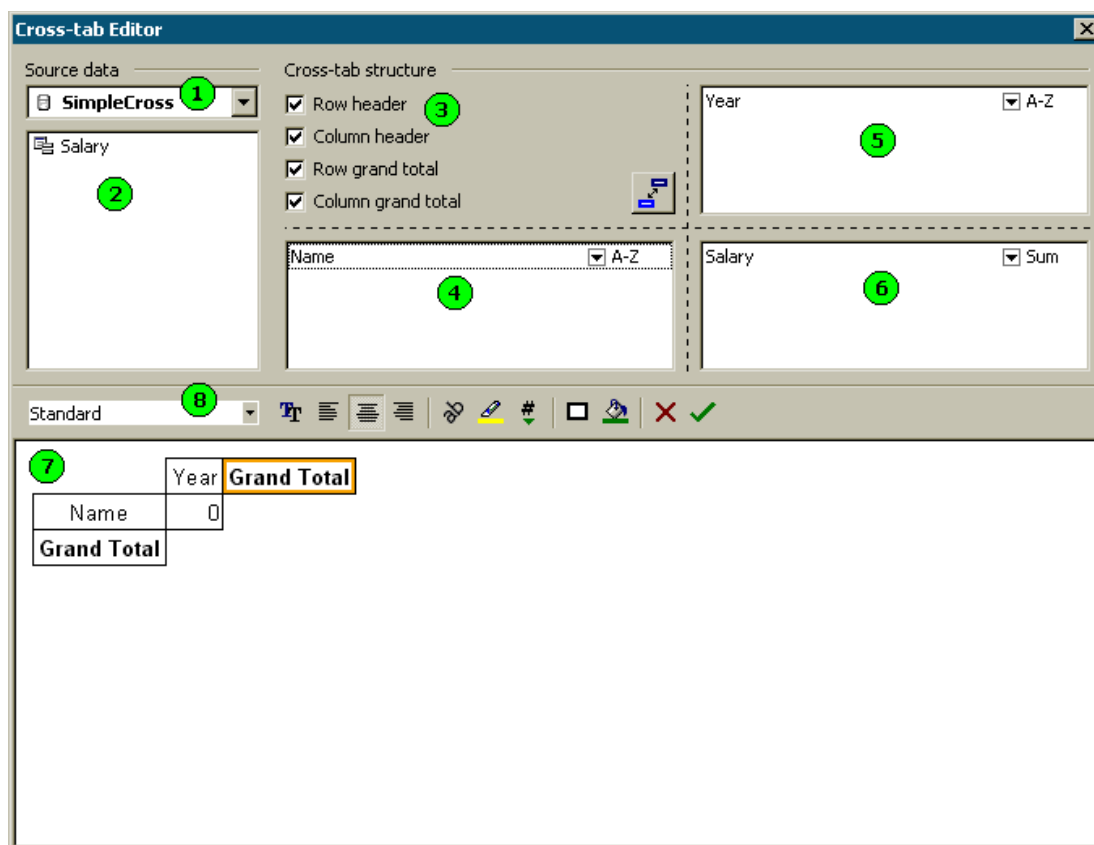 Cross-tab Editor
Source data
Cross-tab structure
SimpleCross
1
Row header
3
Column header
Row grand total
Column grand total
Year
A-Z
5
Salary
2
Name
A-Z
4
Salary
Sum
6
Standard
8
7
Year
Grand Total
Name
0
Grand Total